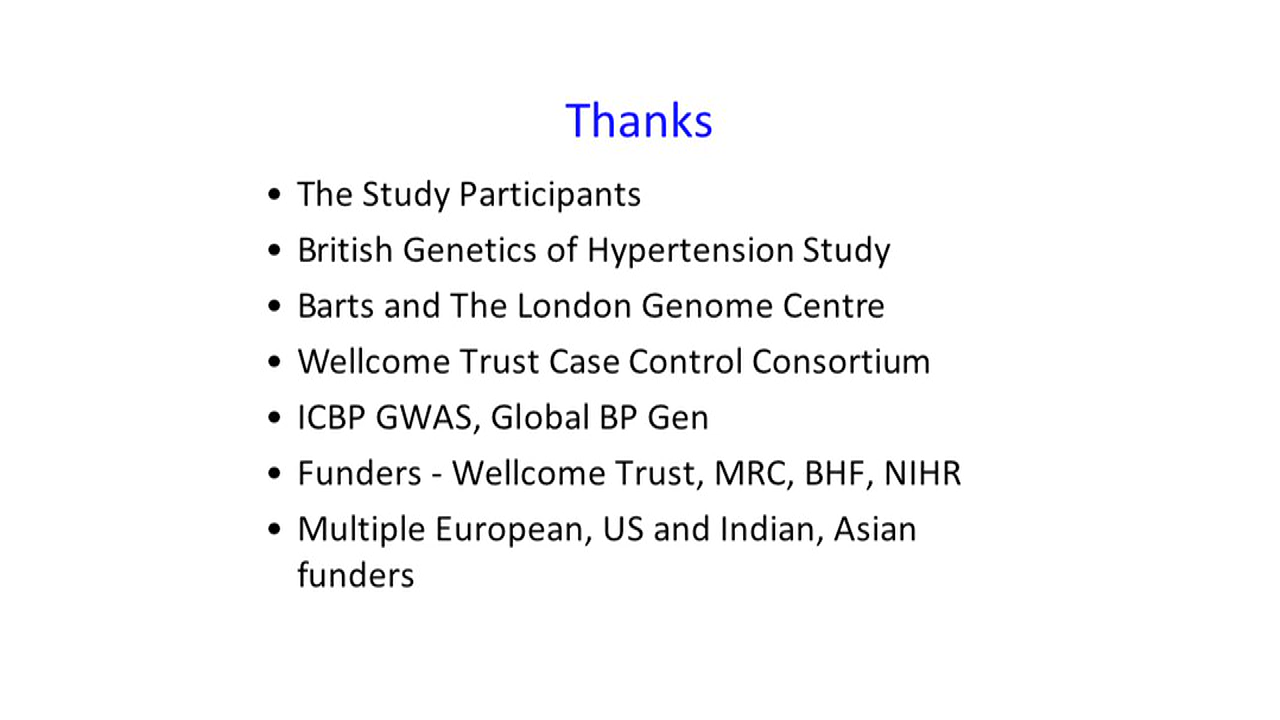 Thanks
• The Study Participants
• British Genetics of Hypertension Study
• Barts and The London Genome Centre
• Wellcome Trust Case Control Consortium
• ICBP GWAS, Global BP Gen
• Funders - Wellcome Trust, MRC, BHF, NIHR
• Multiple European, US and Indian, Asian
funders